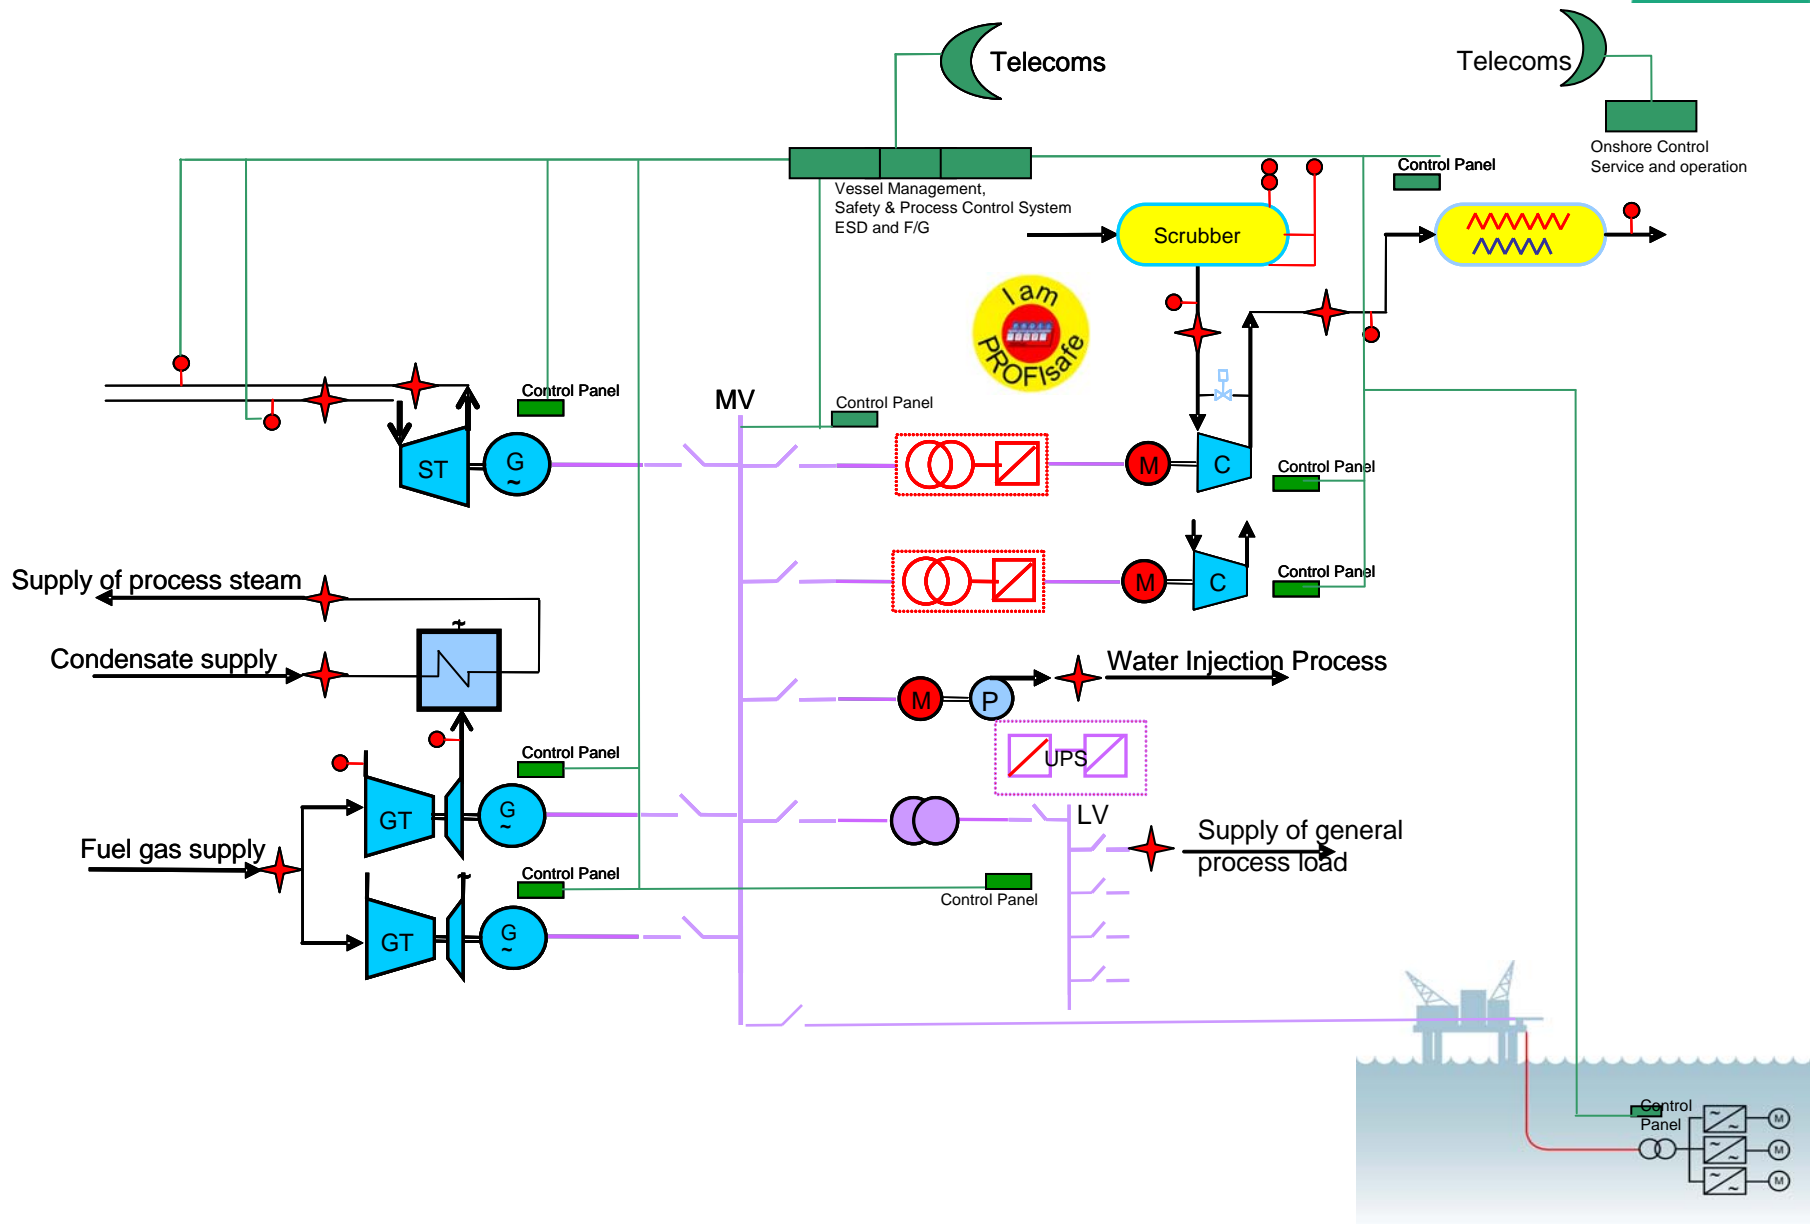 Telecoms
Telecoms
Onshore Control
Service and operation
Control Panel
Vessel Management,
Safety & Process Control System
ESD and F/G
Scrubber
I am
PROFIsafe
Control Panel
MV
Control Panel
ST
G
~
M
C
Control Panel
M
C
Control Panel
Supply of process steam
~
Condensate supply
Water Injection Process
M
P
Control Panel
UPS
GT
G
~
LV
Supply of general
process load
Fuel gas supply
Control Panel
~
Control Panel
GT
G
~
Control
Panel
~
~
M
~
~
M
~
~
M